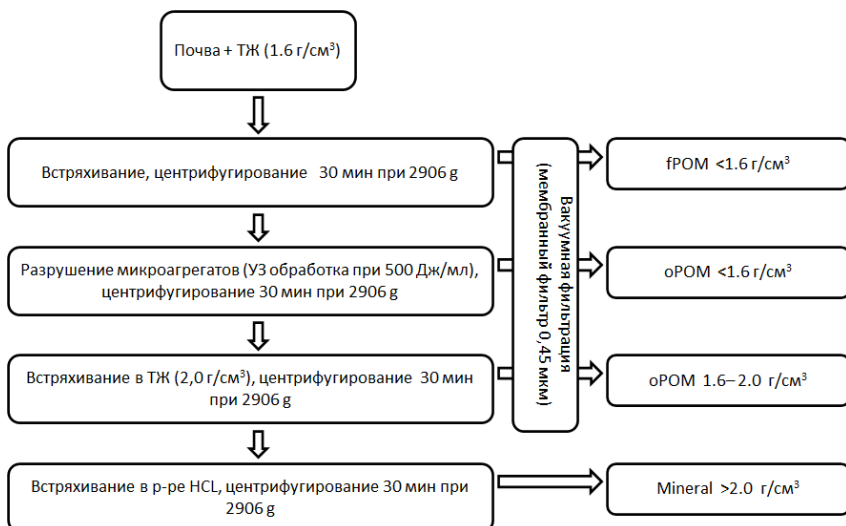 Почва + ТЖ (1.6 г/см³)
Встряхивание, центрифугирование 30 мин при 2906 g
fPOM <1.6 г/см³
Разрушение микроагрегатов (УЗ обработка при 500 Дж/мл),
центрифугирование 30 мин при 2906 g
oPOM <1.6 г/см³
Встряхивание в ТЖ (2,0 г/см³), центрифугирование 30 мин
при 2906 g
oPOM 1.6–2.0 г/см³
Встряхивание в р-ре HCL, центрифугирование 30 мин при
2906 g
Mineral >2.0 г/см³
Вакуумная фильтрация
(мембранный фильтр 0,45 мкм)